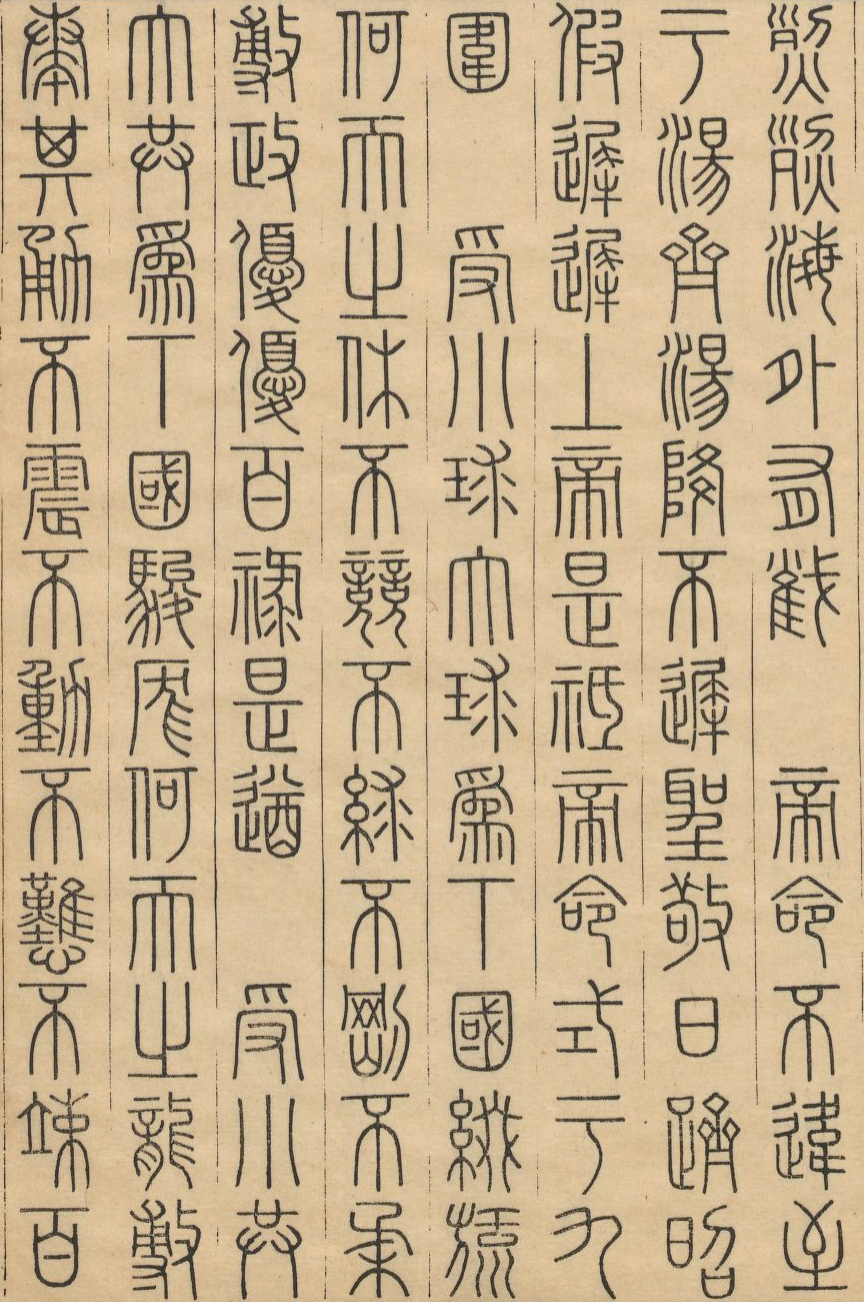 烈烈海外有截帝命不違至
于湯齊湯降不遲聖敬日躋昭
假遲遲上帝是祗帝命式于九
圍受小球大球爲下國綴旒
何天之休不競不絿不剛不柔
敷政優優百祿是遒受小共
大共爲下國駿厖何天之龍敷
奏其勇不震不動不戁不竦百